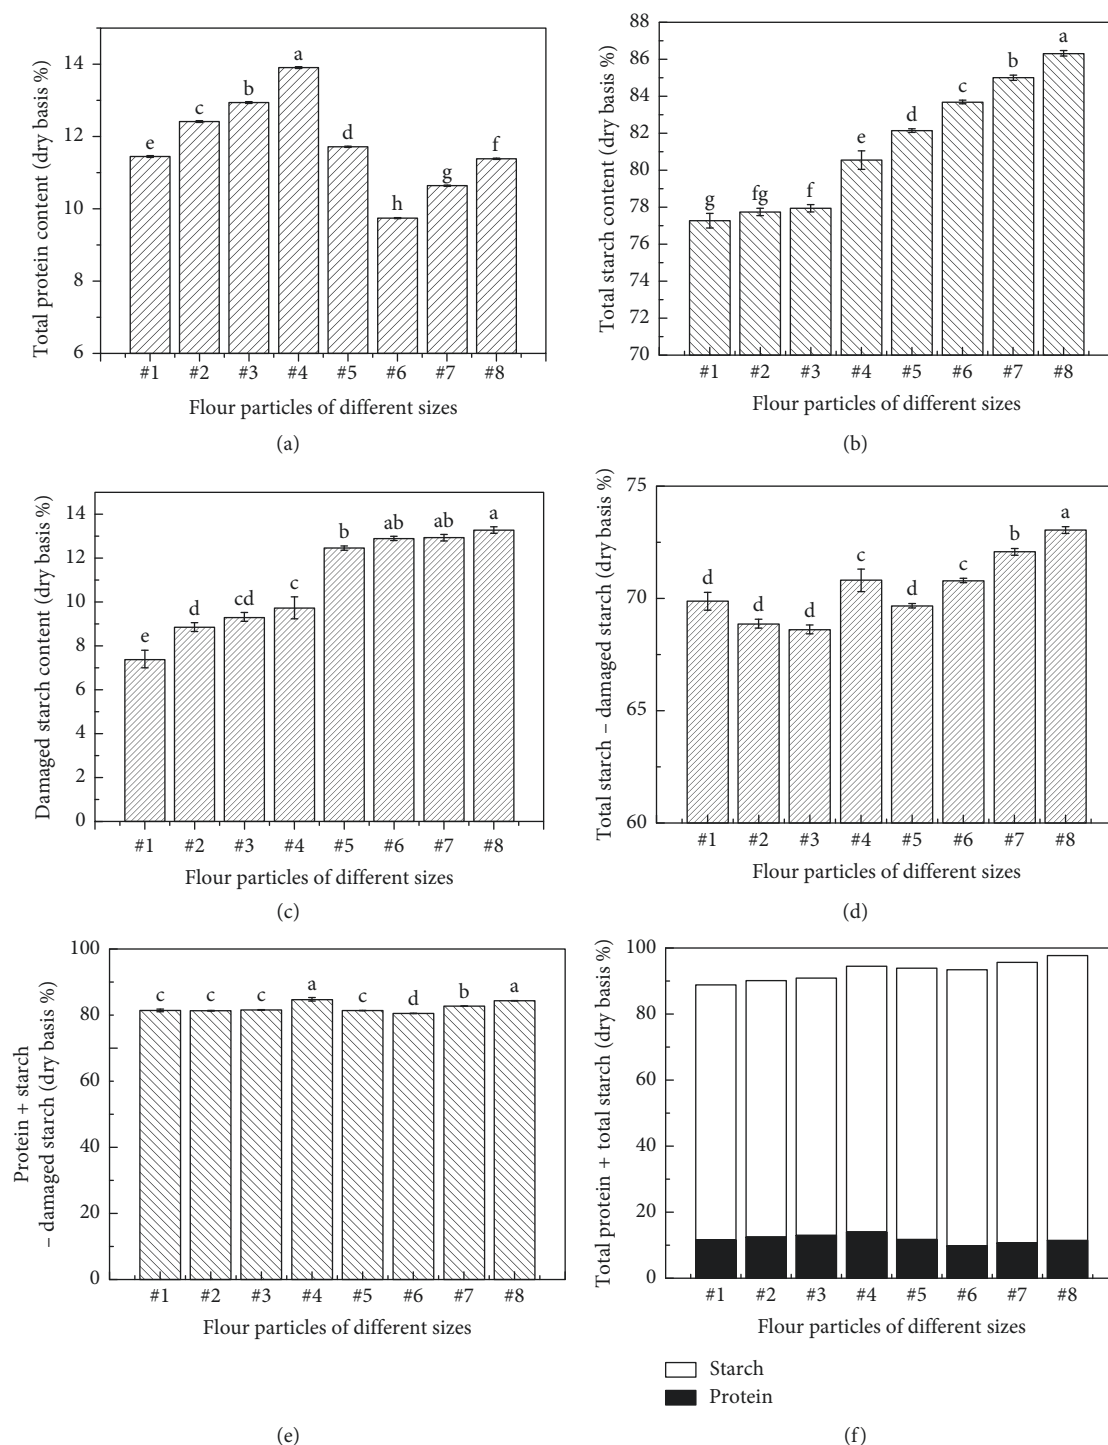 Total protein content (dry basis %)
14
12
10
8
6
e
c
b
a
d
h
g
f
#1 #2 #3 #4 #5 #6 #7 #8
Flour particles of different sizes
(a)
Total starch content (dry basis %)
88
86
84
82
80
78
76
74
72
70
g
fg
f
e
d
c
b
a
#1 #2 #3 #4 #5 #6 #7 #8
Flour particles of different sizes
(b)
Damaged starch content (dry basis %)
14
12
10
8
6
4
2
0
e
d
cd
c
b
ab
ab
a
#1 #2 #3 #4 #5 #6 #7 #8
Flour particles of different sizes
(c)
Total starch – damaged starch (dry basis %)
75
70
65
60
d
d
d
c
d
c
b
a
#1 #2 #3 #4 #5 #6 #7 #8
Flour particles of different sizes
(d)
Protein + starch
– damaged starch (dry basis %)
100
80
60
40
20
0
c
c
c
a
c
d
b
a
#1 #2 #3 #4 #5 #6 #7 #8
Flour particles of different sizes
(e)
Total protein + total starch (dry basis %)
100
80
60
40
20
0
#1 #2 #3 #4 #5 #6 #7 #8
Flour particles of different sizes
Starch
Protein
(f)